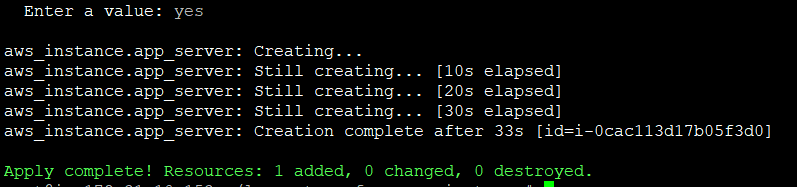 Enter a value: yes
aws_instance.app_server: Creating...
aws_instance.app_server: Still creating... [10s elapsed]
aws_instance.app_server: Still creating... [20s elapsed]
aws_instance.app_server: Still creating... [30s elapsed]
aws_instance.app_server: Creation complete after 33s [id=i-0cac113d17b05f3d0]
Apply complete! Resources: 1 added, 0 changed, 0 destroyed.